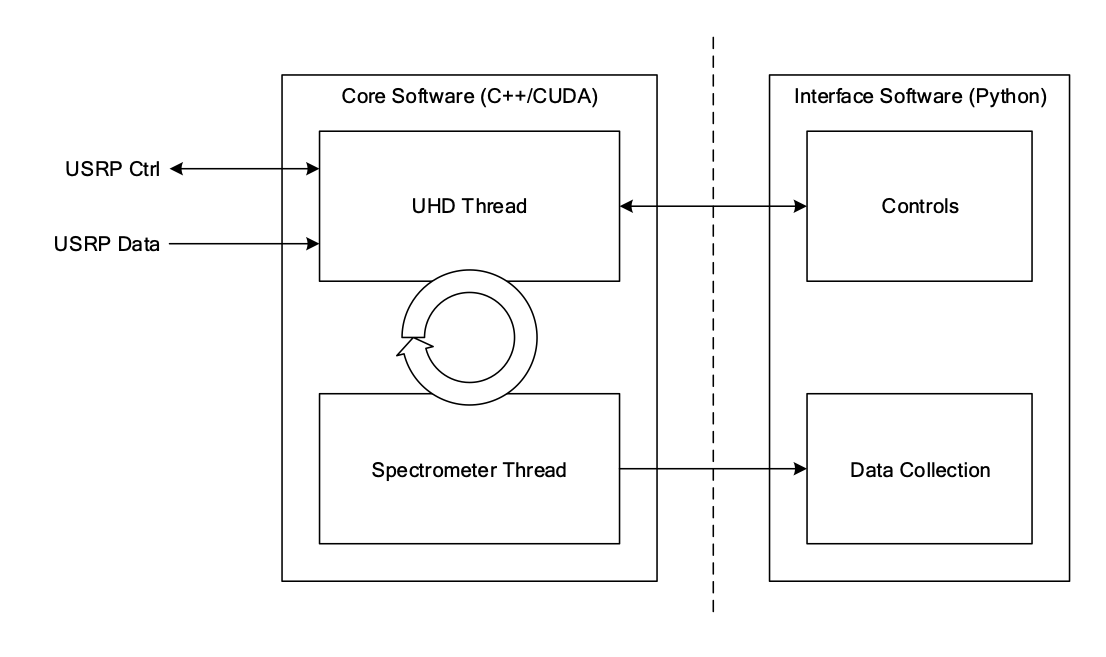 Core Software (C++/CUDA)
Interface Software (Python)
USRP Ctrl
UHD Thread
Controls
USRP Data
Spectrometer Thread
Data Collection